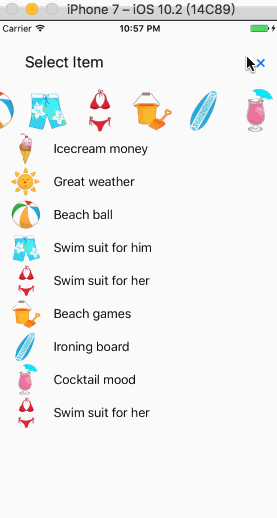 iPhone 7 – iOS 10.2 (14C89)
Carrier 10:57 PM
Select Item
Icecream money
Great weather
Beach ball
Swim suit for him
Swim suit for her
Beach games
Ironing board
Cocktail mood
Swim suit for her